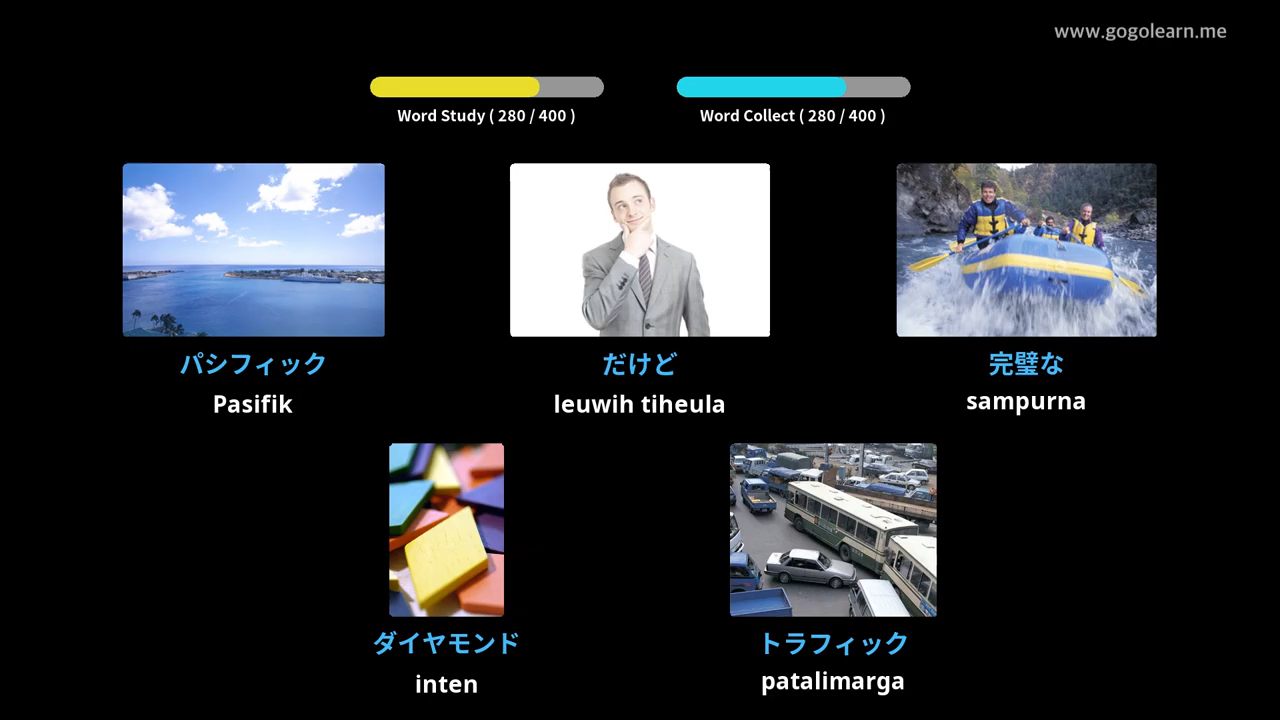 www.gogolearn.me
Word Study ( 280 / 400 )
Word Collect ( 280 / 400 )
パシフィック
Pasifik
だけど
leuwih tiheula
完璧な
sampurna
ダイヤモンド
inten
トラフィック
patalimarga